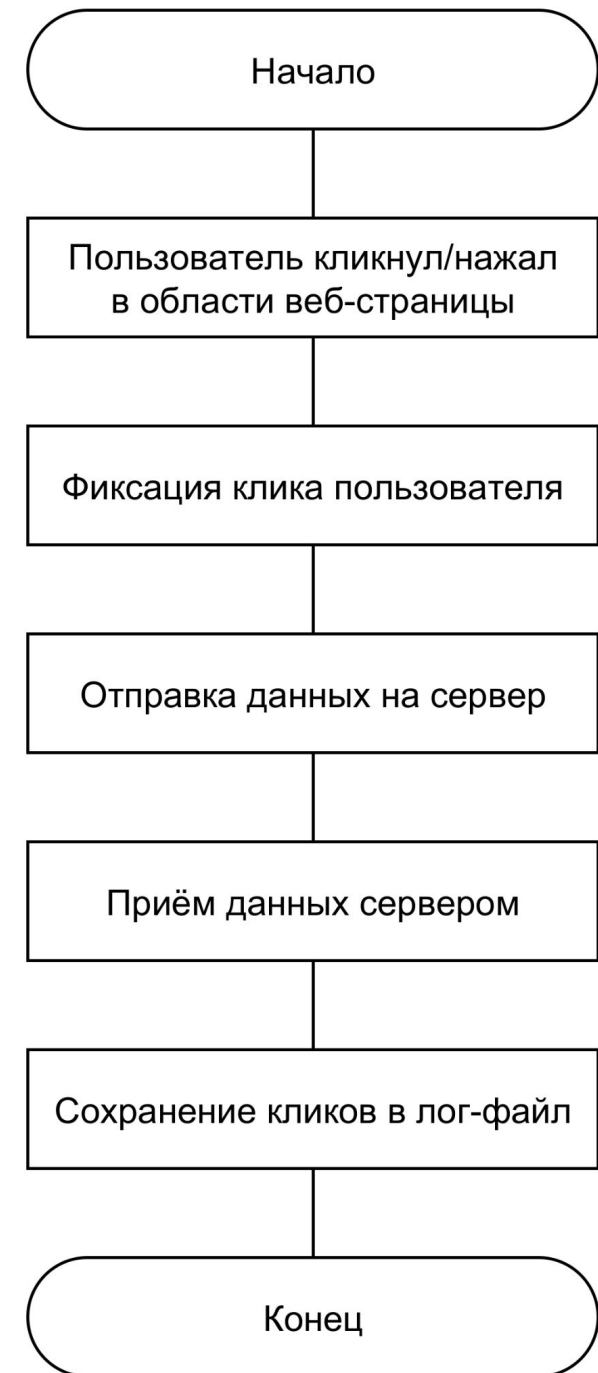 Начало
Пользователь кликнул/нажал
в области веб-страницы
Фиксация клика пользователя
Отправка данных на сервер
Приём данных сервером
Сохранение кликов в лог-файл
Конец